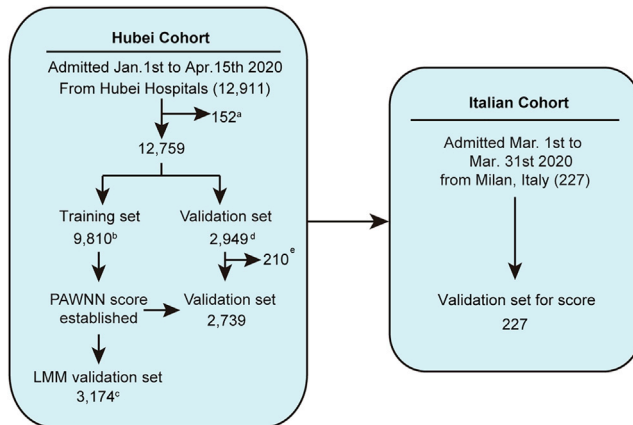 Hubei Cohort
Admitted Jan.1st to Apr.15th 2020
From Hubei Hospitals (12,911)
152a
12,759
Training set
9,810b
Validation set
2,949d
210e
PAWNN score
established
Validation set
2,739
LMM validation set
3,174c
Italian Cohort
Admitted Mar. 1st to
Mar. 31st 2020
from Milan, Italy (227)
Validation set for score
227